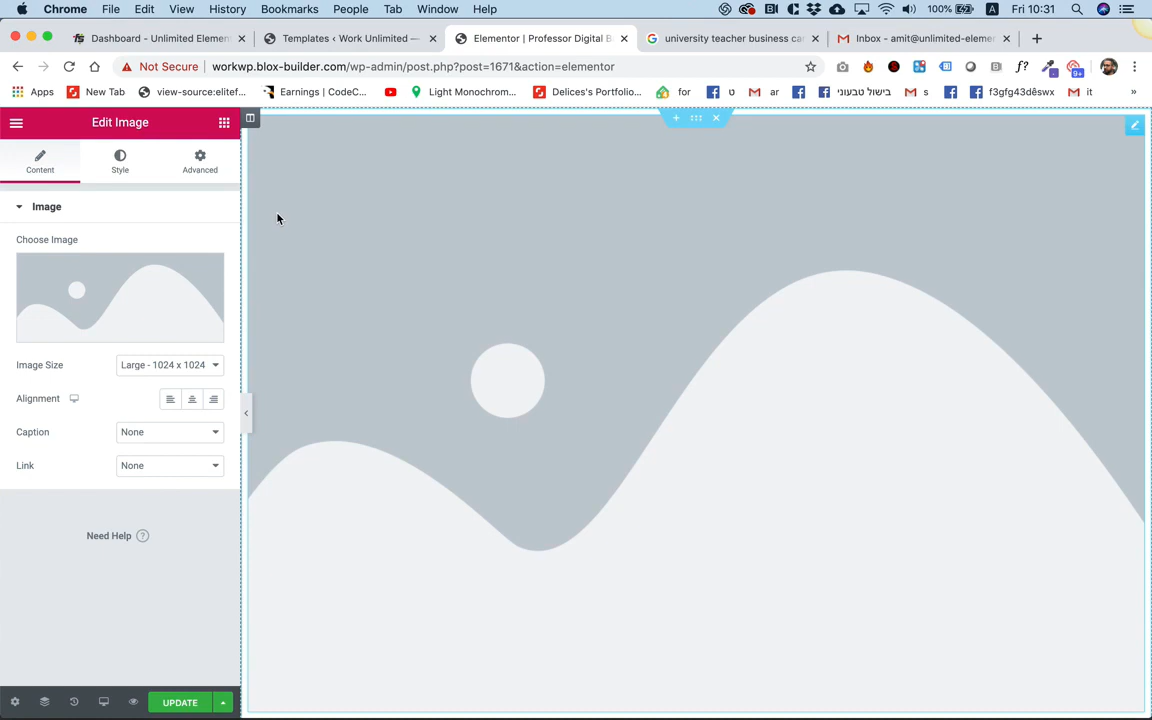 Chrome File Edit View History Bookmarks People Tab Window Help 100% A Fri 10:31
Dashboard - Unlimited Elemen Templates ‹ Work Unlimited — Elementor | Professor Digital B university teacher business ca Inbox - amit@unlimited-elemen
Not Secure workwp.blox-builder.com/wp-admin/post.php?post=1671&action=elementor f? 9+
Apps New Tab view-source:elitef... Earnings | CodeC... Light Monochrom... Delices's Portfolio... for ט ar בישול טבעוני s f3gfg43dêswx it »
Edit Image
Content Style Advanced
Image
Choose Image
Image Size Large - 1024 x 1024
Alignment
Caption None
Link None
Need Help ?
UPDATE